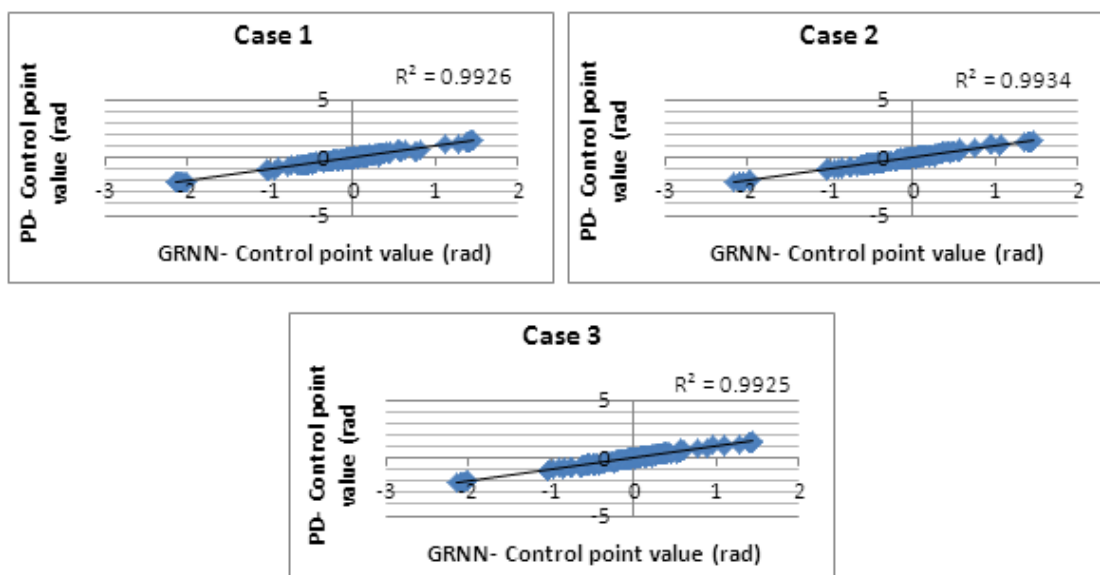 Case 1
R² = 0.9926
PD- Control point
value (rad
5
0
-5
-3
-2
-1
0
1
2
GRNN- Control point value (rad)
Case 2
R² = 0.9934
PD- Control point
value (rad
5
0
-5
-3
-2
-1
0
1
2
GRNN- Control point value (rad)
Case 3
R² = 0.9925
PD- Control point
value (rad
5
0
-5
-3
-2
-1
0
1
2
GRNN- Control point value (rad)